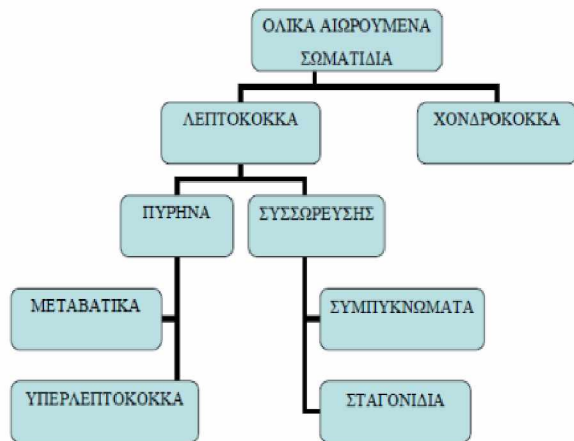 ΟΛΙΚΑ ΑΙΩΡΟΥΜΕΝΑ
ΣΩΜΑΤΙΔΙΑ
ΛΕΠΤΟΚΟΚΚΑ
ΧΟΝΔΡΟΚΟΚΚΑ
ΠΥΡΗΝΑ
ΣΥΣΣΩΡΕΥΣΗΣ
ΜΕΤΑΒΑΤΙΚΑ
ΣΥΜΠΥΚΝΩΜΑΤΑ
ΥΠΕΡΛΕΠΤΟΚΟΚΚΑ
ΣΤΑΓΟΝΙΔΙΑ